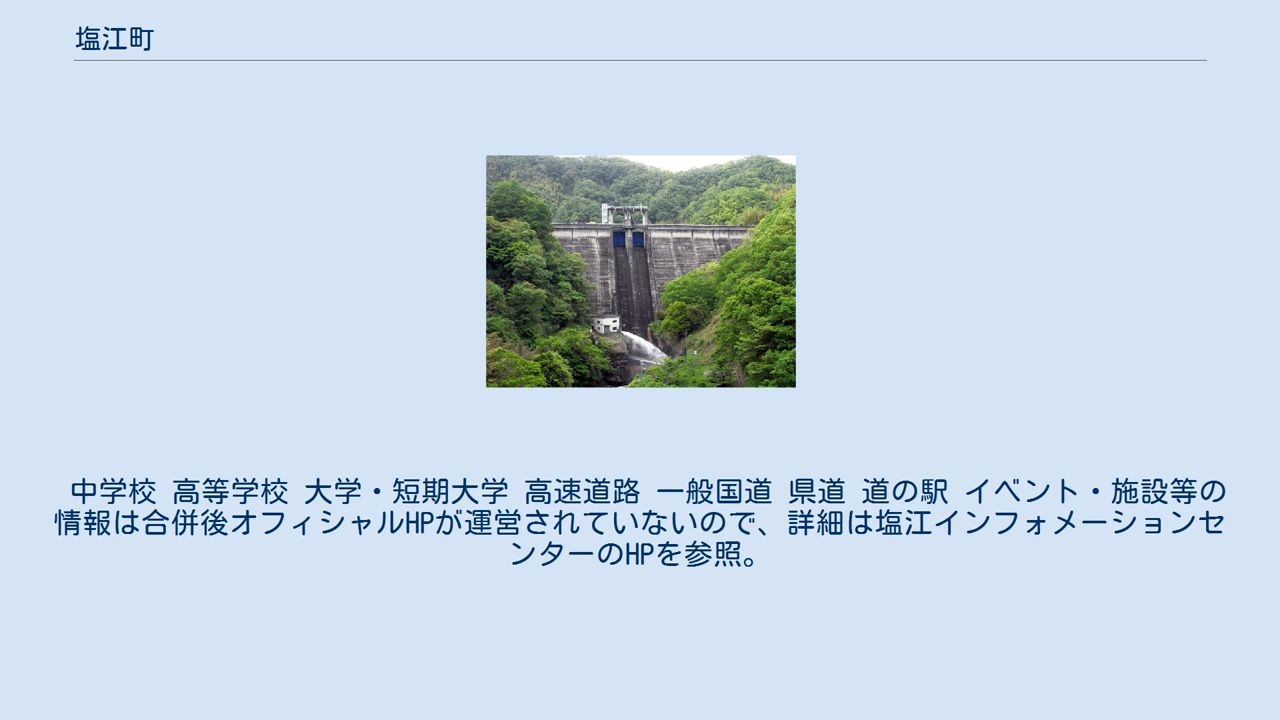 塩江町
中学校 高等学校 大学・短期大学 高速道路 一般国道 県道 道の駅 イベント・施設等の
情報は合併後オフィシャルHPが運営されていないので、詳細は塩江インフォメーションセ
ンターのHPを参照。